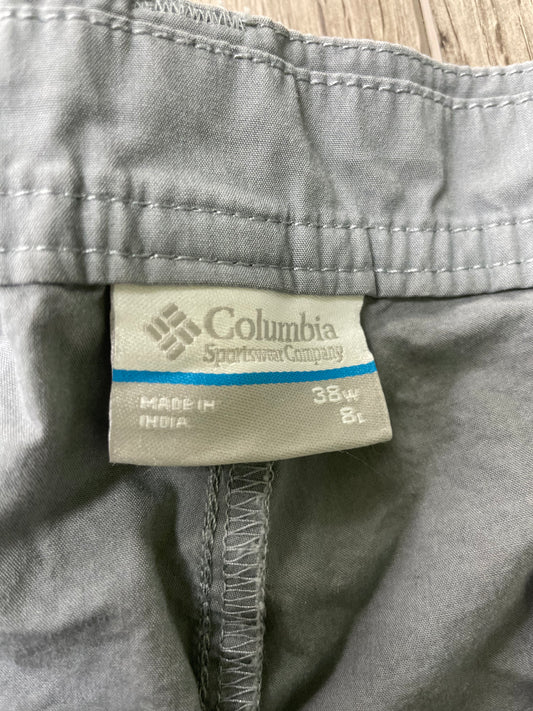 Columbia
Sportswear Company
MADE IN
INDIA
38W
8L